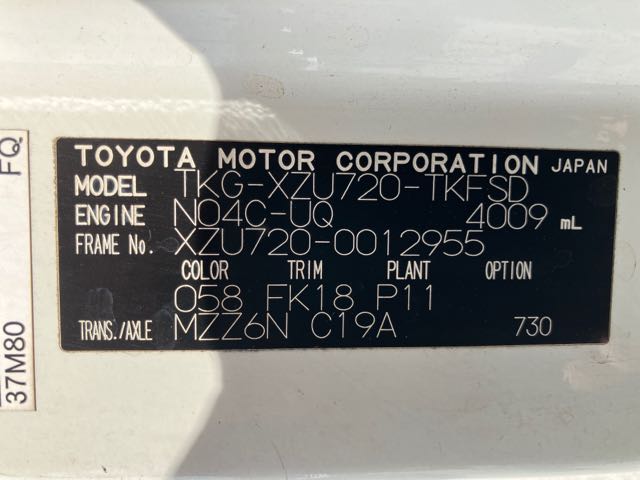 TOYOTA MOTOR CORPORATION JAPAN
MODEL TKG-XZU720-TKFSD
ENGINE N04C-UQ 4009 mL
FRAME No. XZU720-0012955
COLOR TRIM PLANT OPTION
058 FK18 P11
TRANS./AXLE MZZ6N C19A 730
37M80 FQ